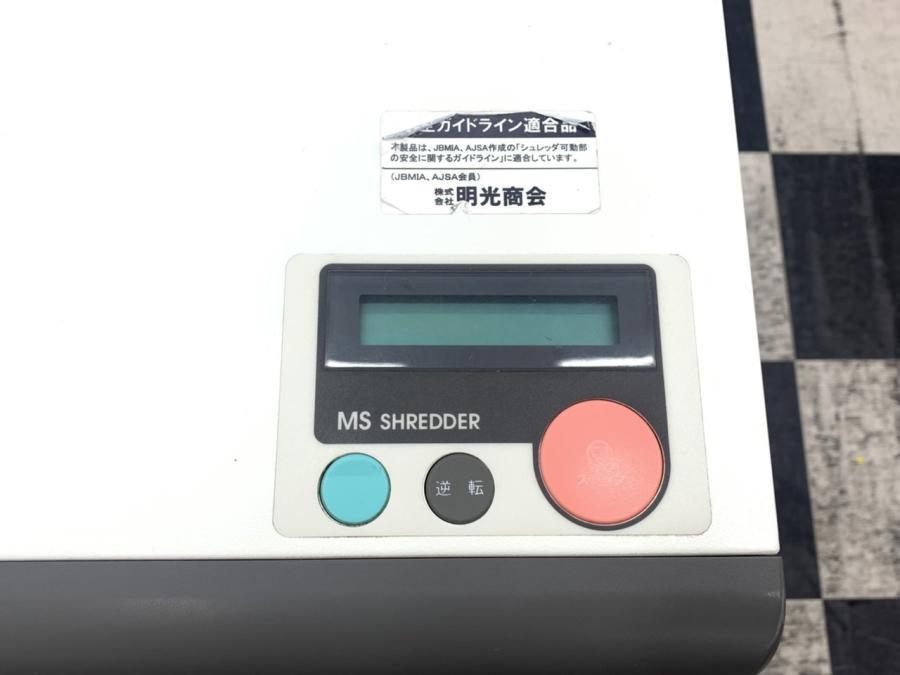 全ガイドライン適合品
本製品は、JBMIA、AJSA作成の「シュレッダ可動部
の安全に関するガイドライン」に適合しています。
(JBMIA、AJSA会員)
株式
会社 明光商会
MS SHREDDER
逆 転